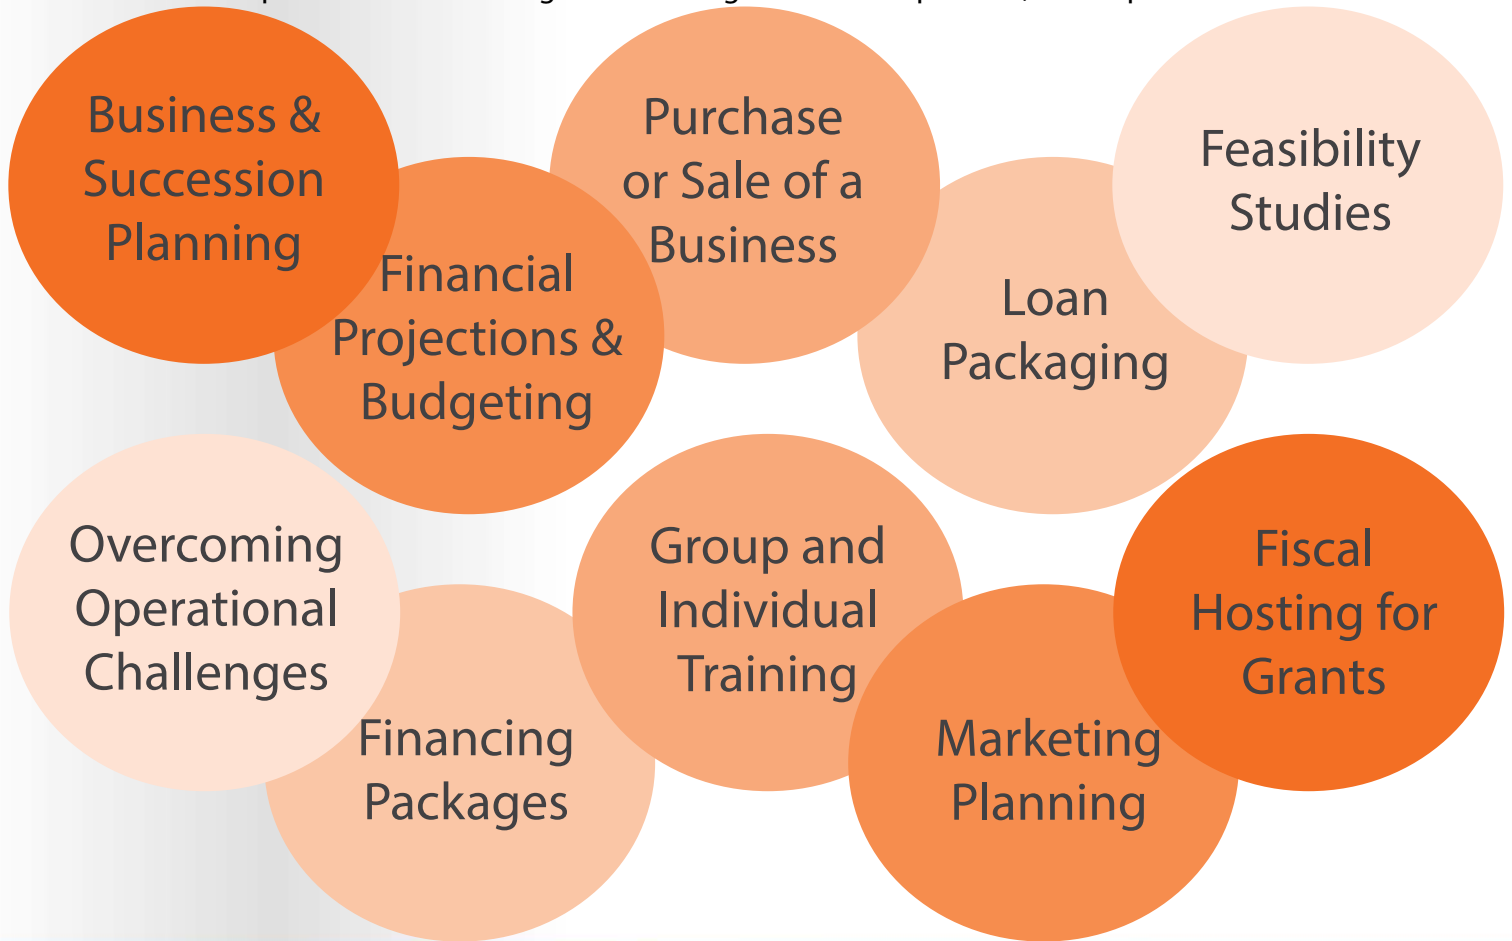 Business &
Succession
Planning
Financial
Projections &
Budgeting
Purchase
or Sale of a
Business
Loan
Packaging
Feasibility
Studies
Overcoming
Operational
Challenges
Financing
Packages
Group and
Individual
Training
Marketing
Planning
Fiscal
Hosting for
Grants